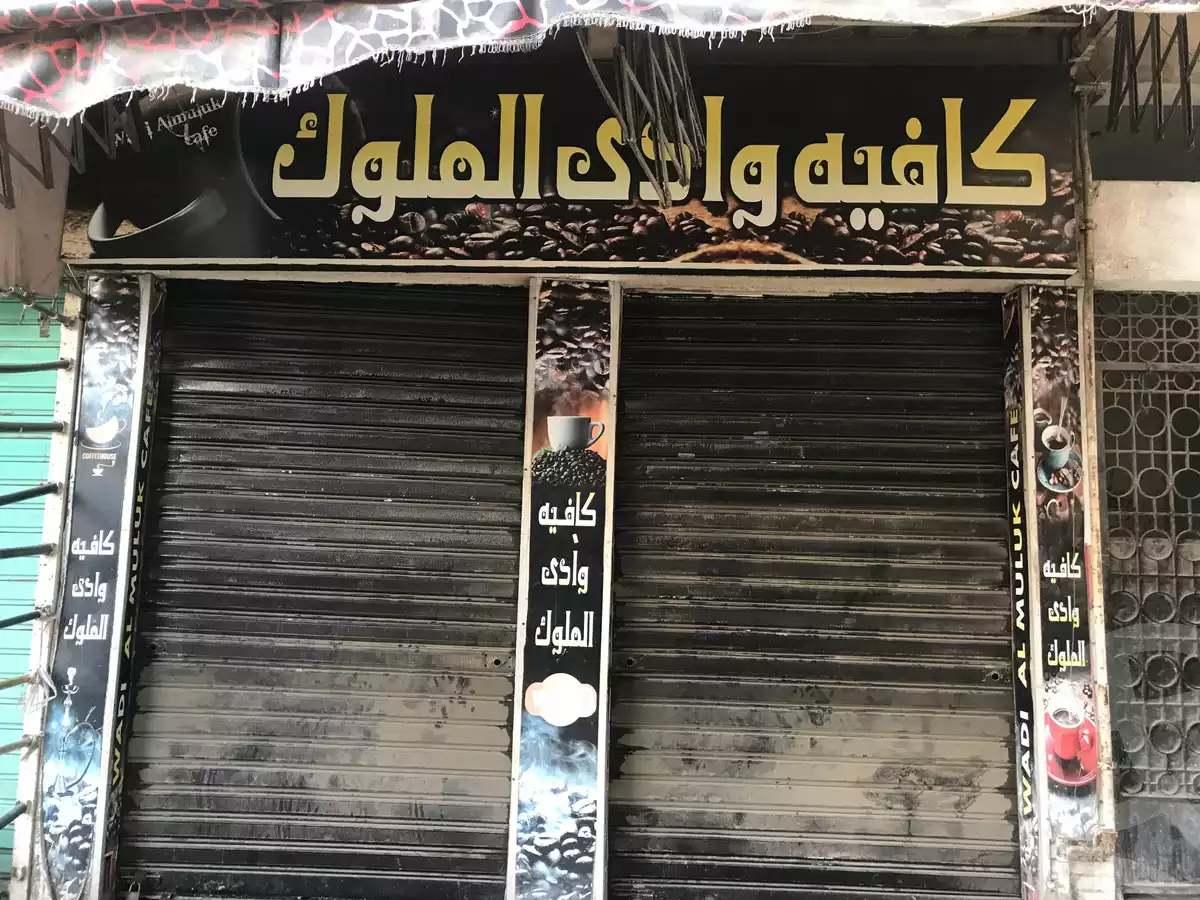 كافيه وادى الملوك
Almuluk
Cafe
COFFEEHOUSE
كافيه
وادى
الملوك
WADI AL MULUK CAFE
كافيه
وادى
الملوك
WADI AL MULUK CAFE
كافيه
وادى
الملوك